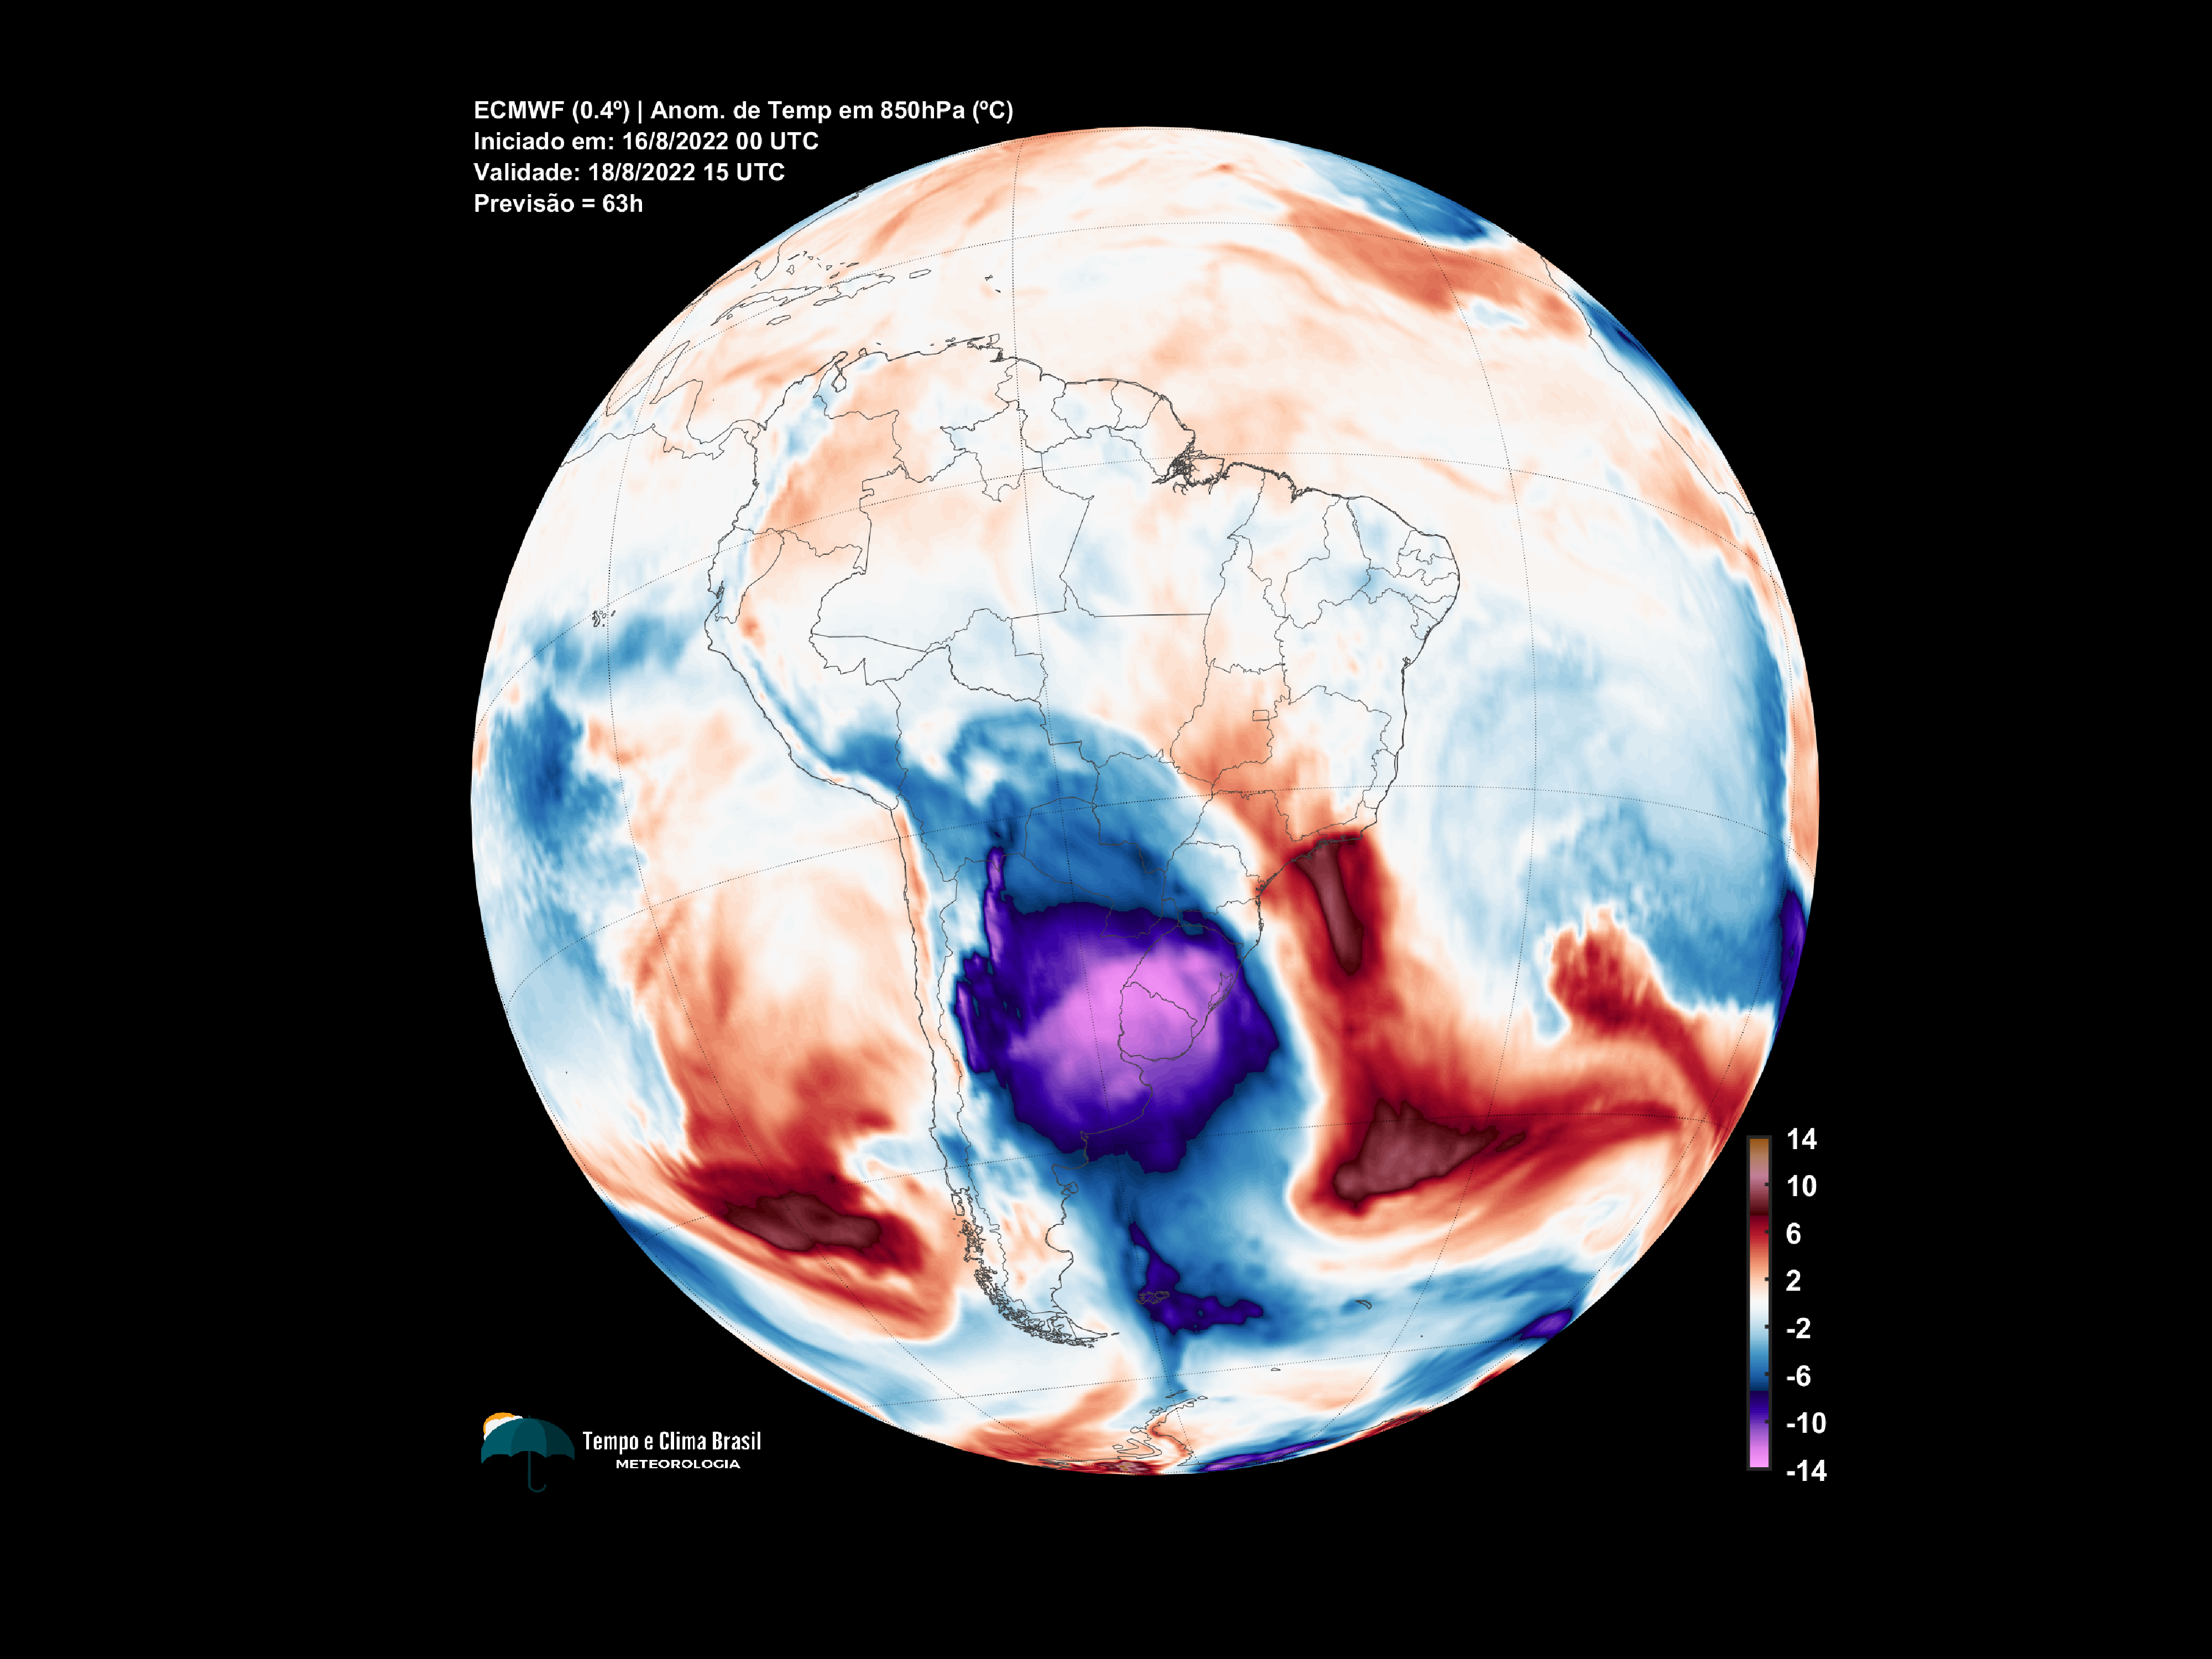 ECMWF (0.4º) | Anom. de Temp em 850hPa (ºC)
Iniciado em: 16/8/2022 00 UTC
Validade: 18/8/2022 15 UTC
Previsão = 63h
14
10
6
2
-2
-6
-10
-14
Tempo e Clima Brasil
METEOROLOGIA